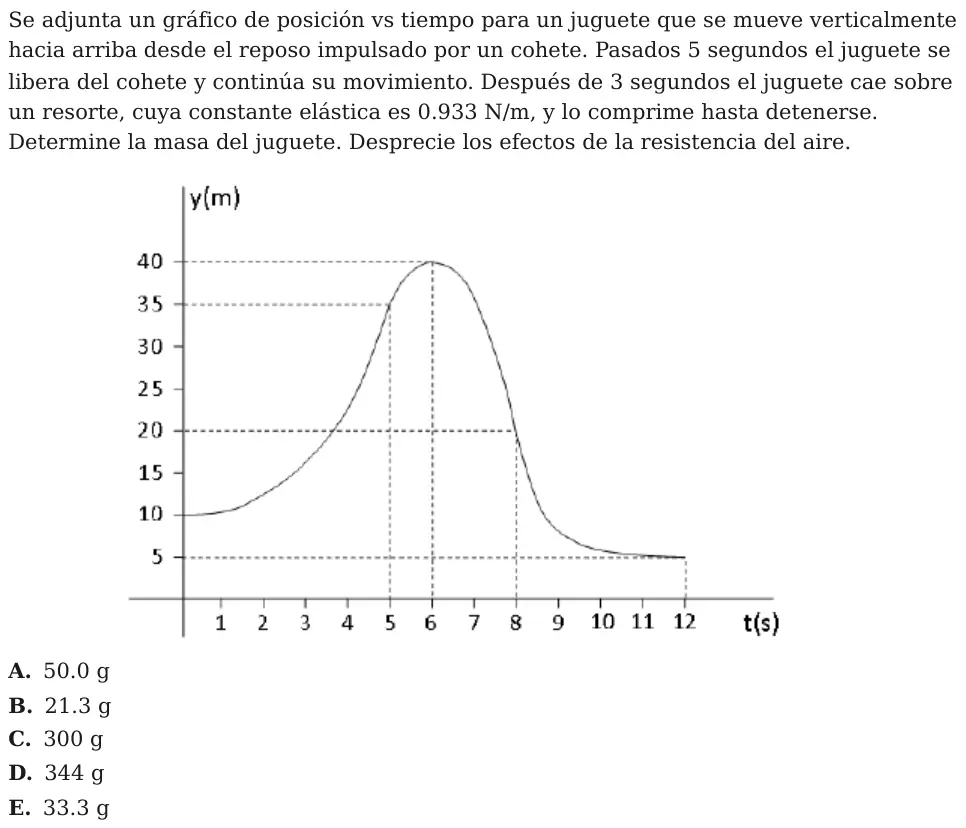 Se adjunta un gráfico de posición vs tiempo para un juguete que se mueve verticalmente
hacia arriba desde el reposo impulsado por un cohete. Pasados 5 segundos el juguete se
libera del cohete y continúa su movimiento. Después de 3 segundos el juguete cae sobre
un resorte, cuya constante elástica es 0.933 N/m, y lo comprime hasta detenerse.
Determine la masa del juguete. Desprecie los efectos de la resistencia del aire.
y(m)
40
35
30
25
20
15
10
5
1 2 3 4 5 6 7 8 9 10 11 12 t(s)
A. 50.0 g
B. 21.3 g
C. 300 g
D. 344 g
E. 33.3 g